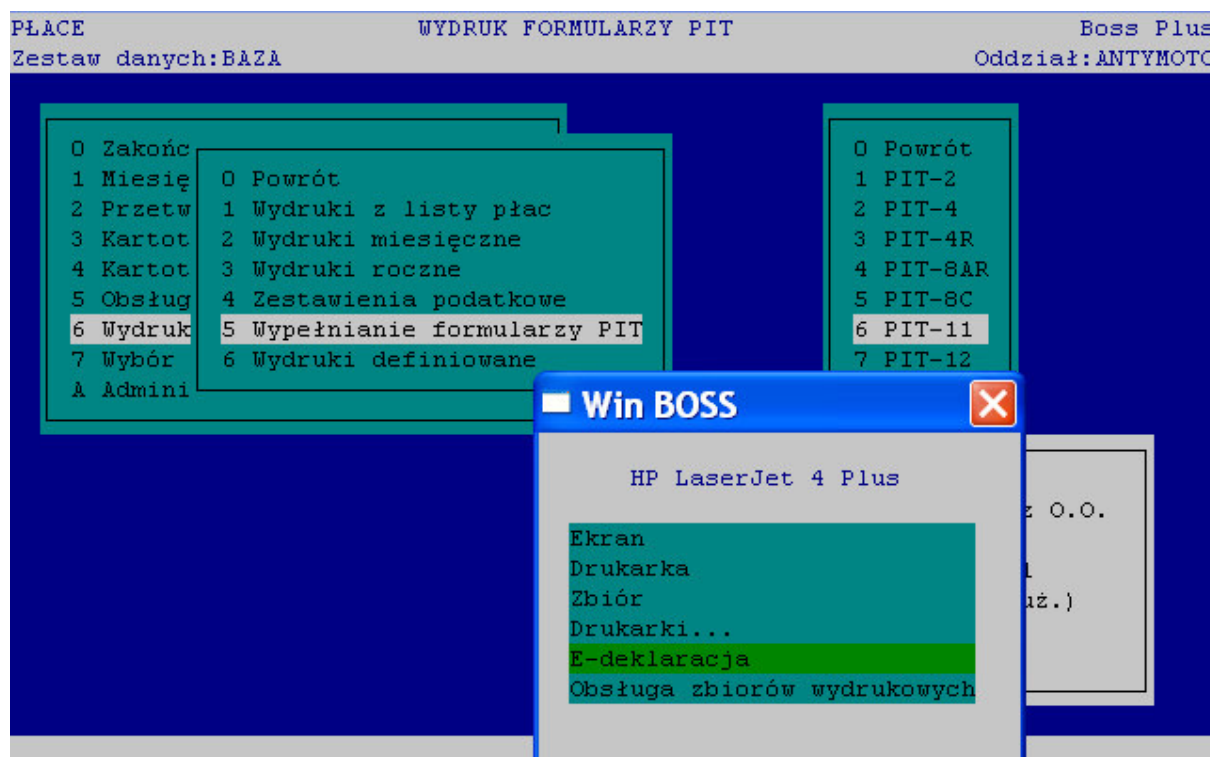 PŁACE WYDRUK FORMULARZY PIT Boss Plus
Zestaw danych:BAZA Oddział:ANTYMOTO
0 Zakońc
1 Miesię
2 Przetw
3 Kartot
4 Kartot
5 Obsług
6 Wydruk
7 Wybór
A Admini
0 Powrót
1 Wydruki z listy płac
2 Wydruki miesięczne
3 Wydruki roczne
4 Zestawienia podatkowe
5 Wypełnianie formularzy PIT
6 Wydruki definiowane
0 Powrót
1 PIT-2
2 PIT-4
3 PIT-4R
4 PIT-8AR
5 PIT-8C
6 PIT-11
7 PIT-12
Win BOSS
HP LaserJet 4 Plus
Ekran
Drukarka
Zbiór
Drukarki...
E-deklaracja
Obsługa zbiorów wydrukowych
z O.O.
uż.)